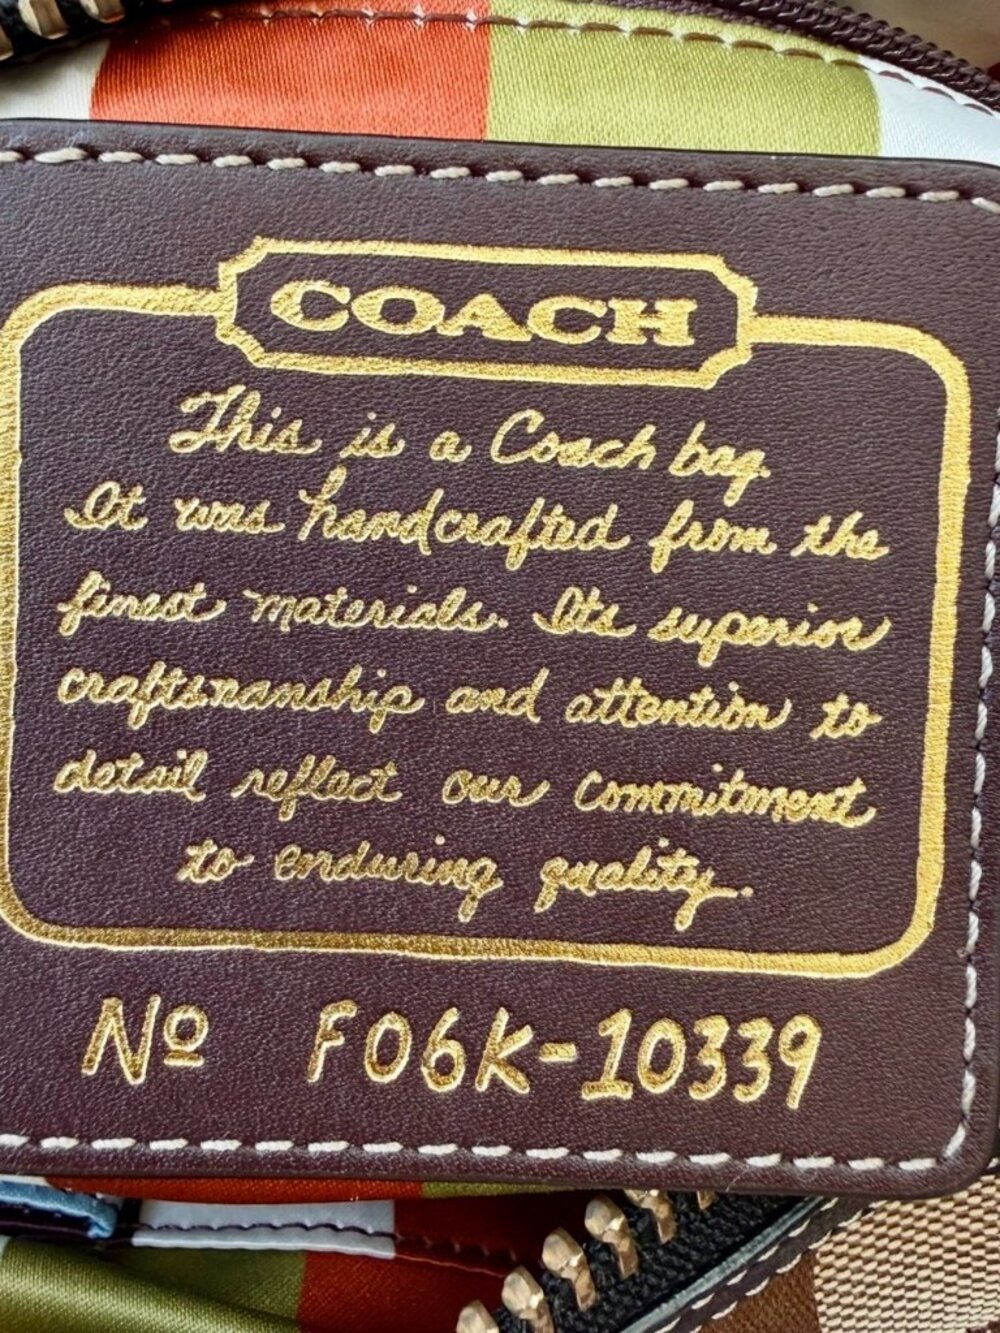 COACH
This is a Coach bag.
It was handcrafted from the
finest materials. Its superior
craftsmanship and attention to
detail reflect our commitment
to enduring quality.
Nº F06K-10339